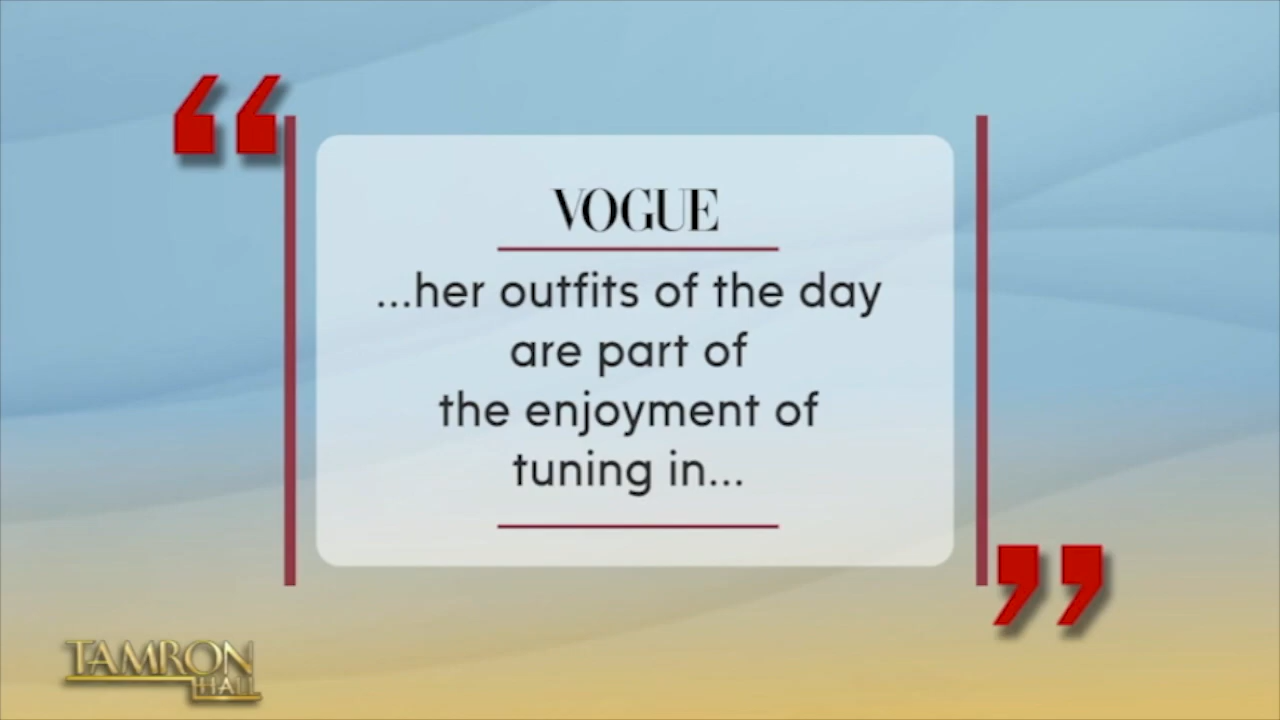 “
VOGUE
...her outfits of the day
are part of
the enjoyment of
tuning in...
”
TAMRON
HALL